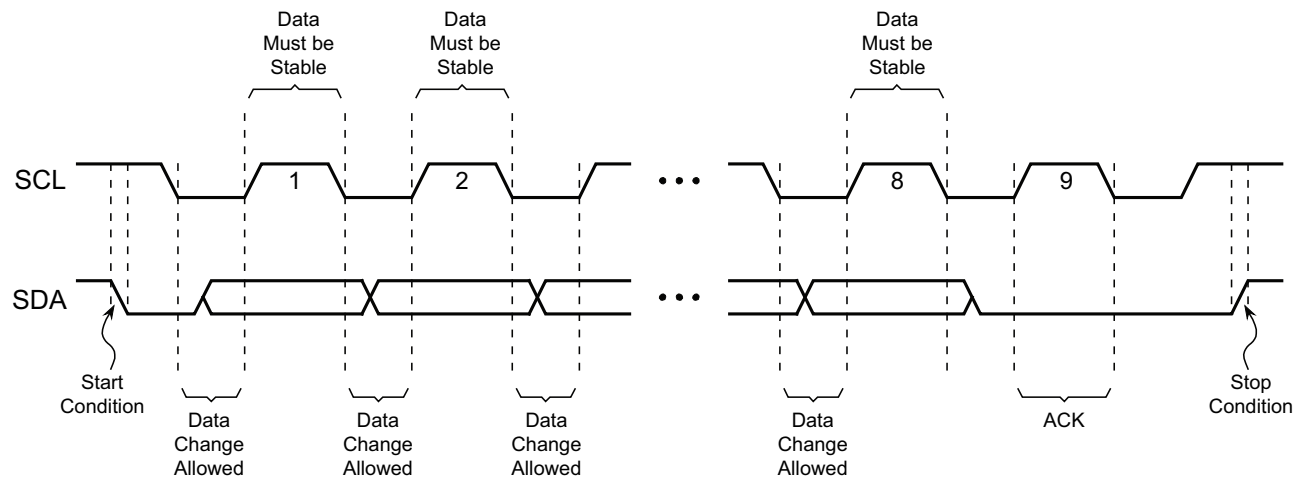 Data
Must be
Stable
Data
Must be
Stable
Data
Must be
Stable
SCL
1
2
8
9
SDA
Start
Condition
Data
Change
Allowed
Data
Change
Allowed
Data
Change
Allowed
Data
Change
Allowed
ACK
Stop
Condition